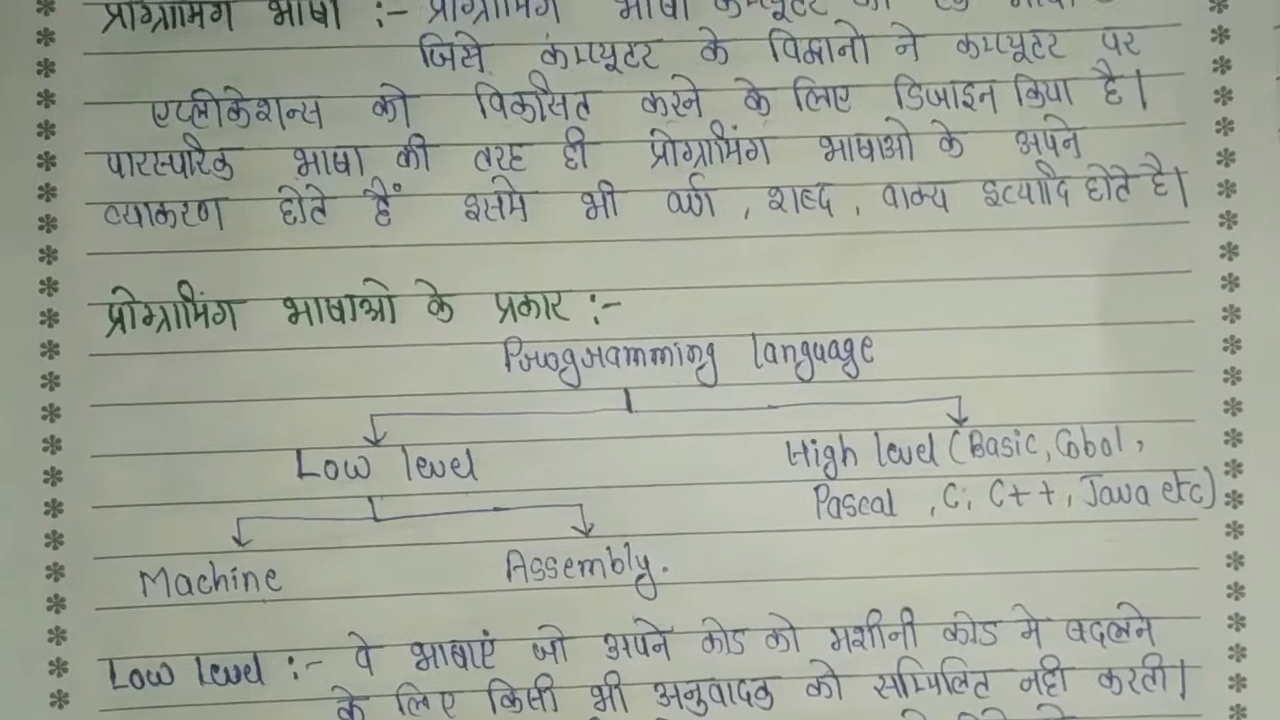 प्रोग्रामिंग भाषा :- प्रोग्रामिंग भाषा कम्प्यूटर
जिसे कंप्यूटर के विद्वानो ने कम्प्यूटर पर
एप्लीकेशन्स को विकसित करने के लिए डिजाइन किया है।
पारस्परिक भाषा की तरह ही प्रोग्रामिंग भाषाओ के अपने
व्याकरण होते हैं इसमे भी वर्ण , शब्द , वाक्य इत्यादि होते है।
प्रोग्रामिंग भाषाओ के प्रकार :-
Programming language
Low level
High level (Basic, Cobol,
Pascal , C, C++, Java etc)
Machine
Assembly.
Low level :- वे भाषाएं जो अपने कोड को मशीनी कोड मे बदलने
के लिए किसी भी अनुवादक को सम्मिलित नही करती।